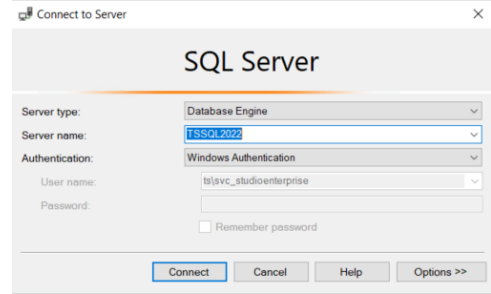 Connect to Server
SQL Server
Server type: Database Engine
Server name: TSSQL2022
Authentication: Windows Authentication
User name: ts\svc_studioenterprise
Password:
Remember password
Connect Cancel Help Options >>